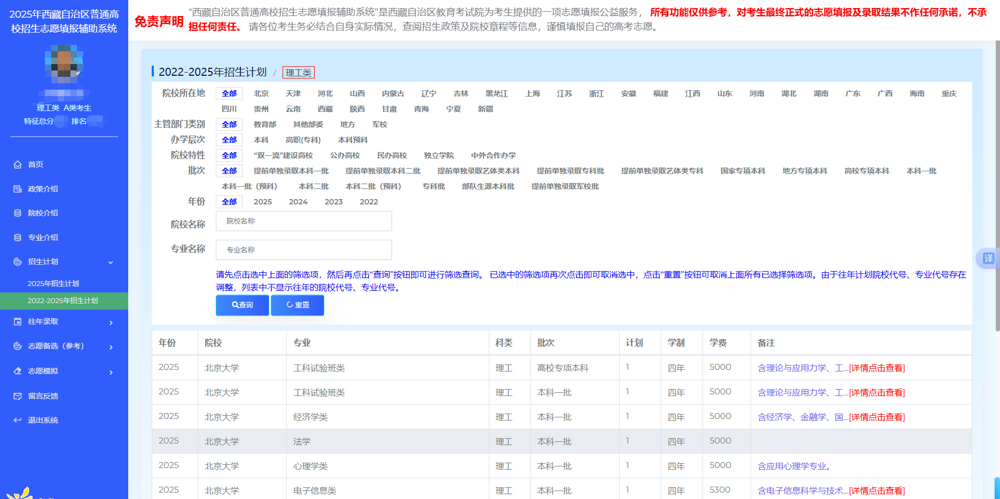 2025年西藏自治区普通高
校招生志愿填报辅助系统
理工类 A类考生
特征总分 排名
首页
政策介绍
院校介绍
专业介绍
招生计划
2025年招生计划
2022-2025年招生计划
往年录取
志愿备选（参考）
志愿模拟
留言反馈
退出系统
免责声明
“西藏自治区普通高校招生志愿填报辅助系统”是西藏自治区教育考试院为考生提供的一项志愿填报公益服务， 所有功能仅供参考，对考生最终正式的志愿填报及录取结果不作任何承诺，不承
担任何责任。 请各位考生务必结合自身实际情况，查阅招生政策及院校章程等信息，谨慎填报自己的高考志愿。
2022-2025年招生计划 / 理工类
院校所在地 全部 北京 天津 河北 山西 内蒙古 辽宁 吉林 黑龙江 上海 江苏 浙江 安徽 福建 江西 山东 河南 湖北 湖南 广东 广西 海南 重庆
四川 贵州 云南 西藏 陕西 甘肃 青海 宁夏 新疆
主管部门类别 全部 教育部 其他部委 地方 军校
办学层次 全部 本科 高职(专科) 本科预科
院校特性 全部 “双一流”建设高校 公办高校 民办高校 独立学院 中外合作办学
批次 全部 提前单独录取本科一批 提前单独录取本科二批 提前单独录取艺体类本科 提前单独录取专科批 提前单独录取艺体类专科 国家专项本科 地方专项本科 高校专项本科 本科一批
本科一批（预科） 本科二批 本科二批（预科） 专科批 部队生源本科批 提前单独录取军校批
年份 全部 2025 2024 2023 2022
院校名称 院校名称
专业名称 专业名称
请先点击选中上面的筛选项，然后再点击“查询”按钮即可进行筛选查询。 已选中的筛选项再次点击即可取消选中，点击“重置”按钮可取消上面所有已选择筛选项。由于往年计划院校代号、专业代号存在
调整，列表中不显示往年的院校代号、专业代号。
查询 重置
年份 院校 专业 科类 批次 计划 学制 学费 备注
2025 北京大学 工科试验班类 理工 高校专项本科 1 四年 5000 含理论与应用力学、工...[详情点击查看]
2025 北京大学 工科试验班类 理工 本科一批 1 四年 5000 含理论与应用力学、工...[详情点击查看]
2025 北京大学 经济学类 理工 本科一批 1 四年 5000 含经济学、金融学、国...[详情点击查看]
2025 北京大学 法学 理工 本科一批 1 四年 5000
2025 北京大学 心理学类 理工 本科一批 1 四年 5000 含应用心理学专业。
2025 北京大学 电子信息类 理工 本科一批 1 四年 5300 含电子信息科学与技术...[详情点击查看]
译